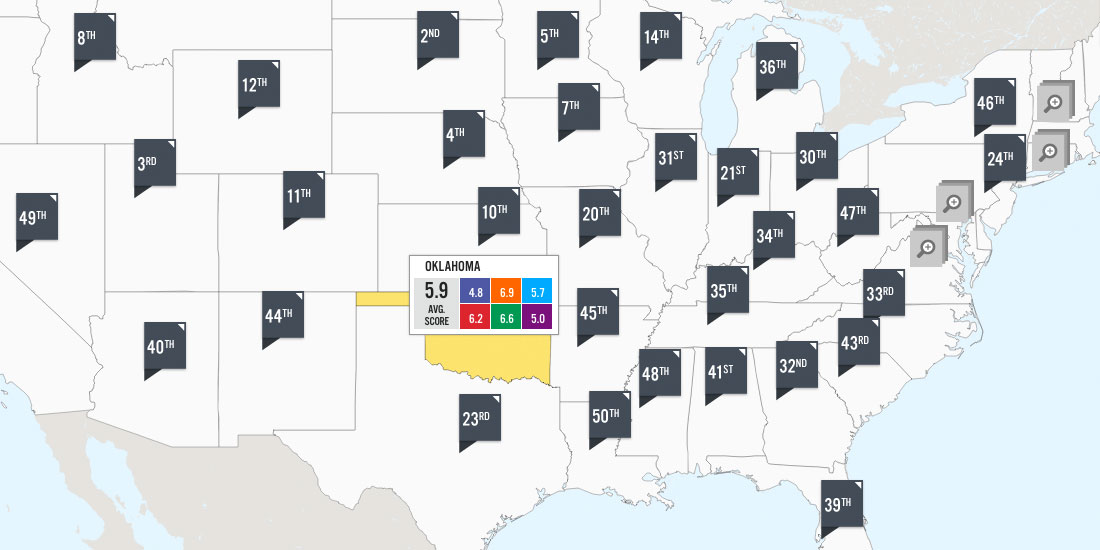 8TH
2ND
5TH
14TH
36TH
12TH
7TH
46TH
4TH
3RD
31ST
21ST
30TH
24TH
11TH
49TH
10TH
20TH
47TH
34TH
OKLAHOMA
5.9 4.8 6.9 5.7
AVG.
SCORE 6.2 6.6 5.0
35TH
33RD
44TH
45TH
40TH
43RD
48TH
41ST
32ND
23RD
50TH
39TH